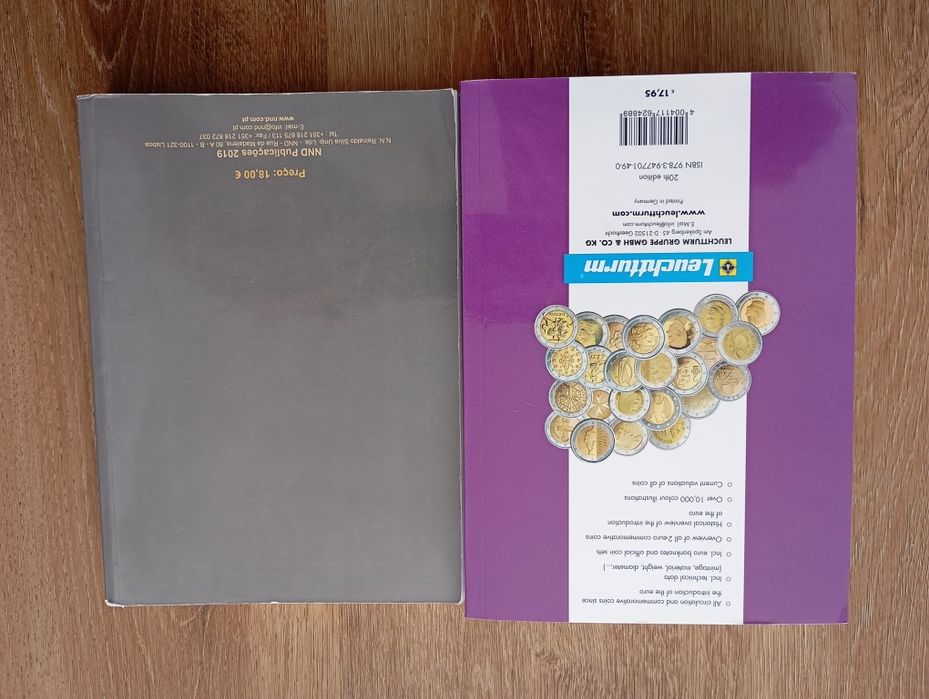 Preço: 18,00 €
NND Publicações 2019
N.N. Reinaldo Silva Unip. Lda. - NND - Rua da Madalena, 80 A - B - 1100-321 Lisboa
Tel : +351 218 875 113 / Fax: +351 218 872 037
E-mail: info@nnd.com.pt
www.nnd.com.pt
All circulation and commemorative coins since
the introduction of the euro
Incl. technical data
(mintage, material, weight, diameter,...)
Incl. euro banknotes and official coin sets
Overview of all 2-euro commemorative coins
Historical overview of the introduction
of the euro
Over 10,000 colour illustrations
Current valuations of all coins
Leuchtturm
LEUCHTTURM GRUPPE GMBH & CO. KG
Am Spakenberg 45 · D-21502 Geesthacht
E-Mail: info@leuchtturm.com
www.leuchtturm.com
Printed in Germany
20th edition
ISBN 978-3-947701-49-0
4 004117 624889
€ 17,95